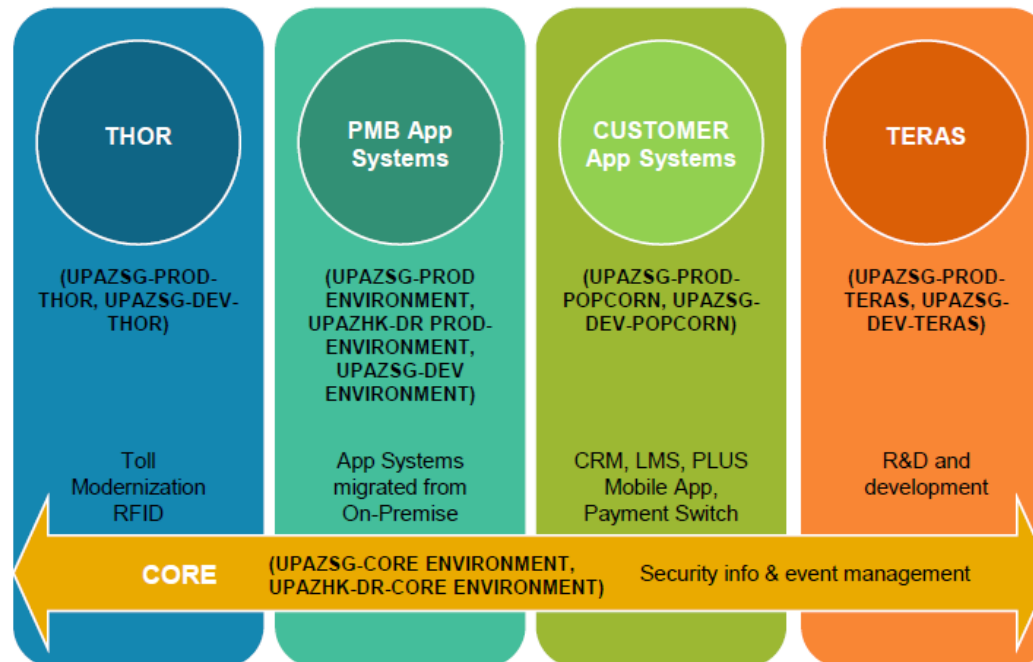 THOR
PMB App
Systems
CUSTOMER
App Systems
TERAS
(UPAZSG-PROD-
THOR, UPAZSG-DEV-
THOR)
(UPAZSG-PROD
ENVIRONMENT,
UPAZHK-DR PROD-
ENVIRONMENT,
UPAZSG-DEV
ENVIRONMENT)
(UPAZSG-PROD-
POPCORN, UPAZSG-
DEV-POPCORN)
(UPAZSG-PROD-
TERAS, UPAZSG-
DEV-TERAS)
Toll
Modernization
RFID
App Systems
migrated from
On-Premise
CRM, LMS, PLUS
Mobile App,
Payment Switch
R&D and
development
CORE
(UPAZSG-CORE ENVIRONMENT,
UPAZHK-DR-CORE ENVIRONMENT)
Security info & event management